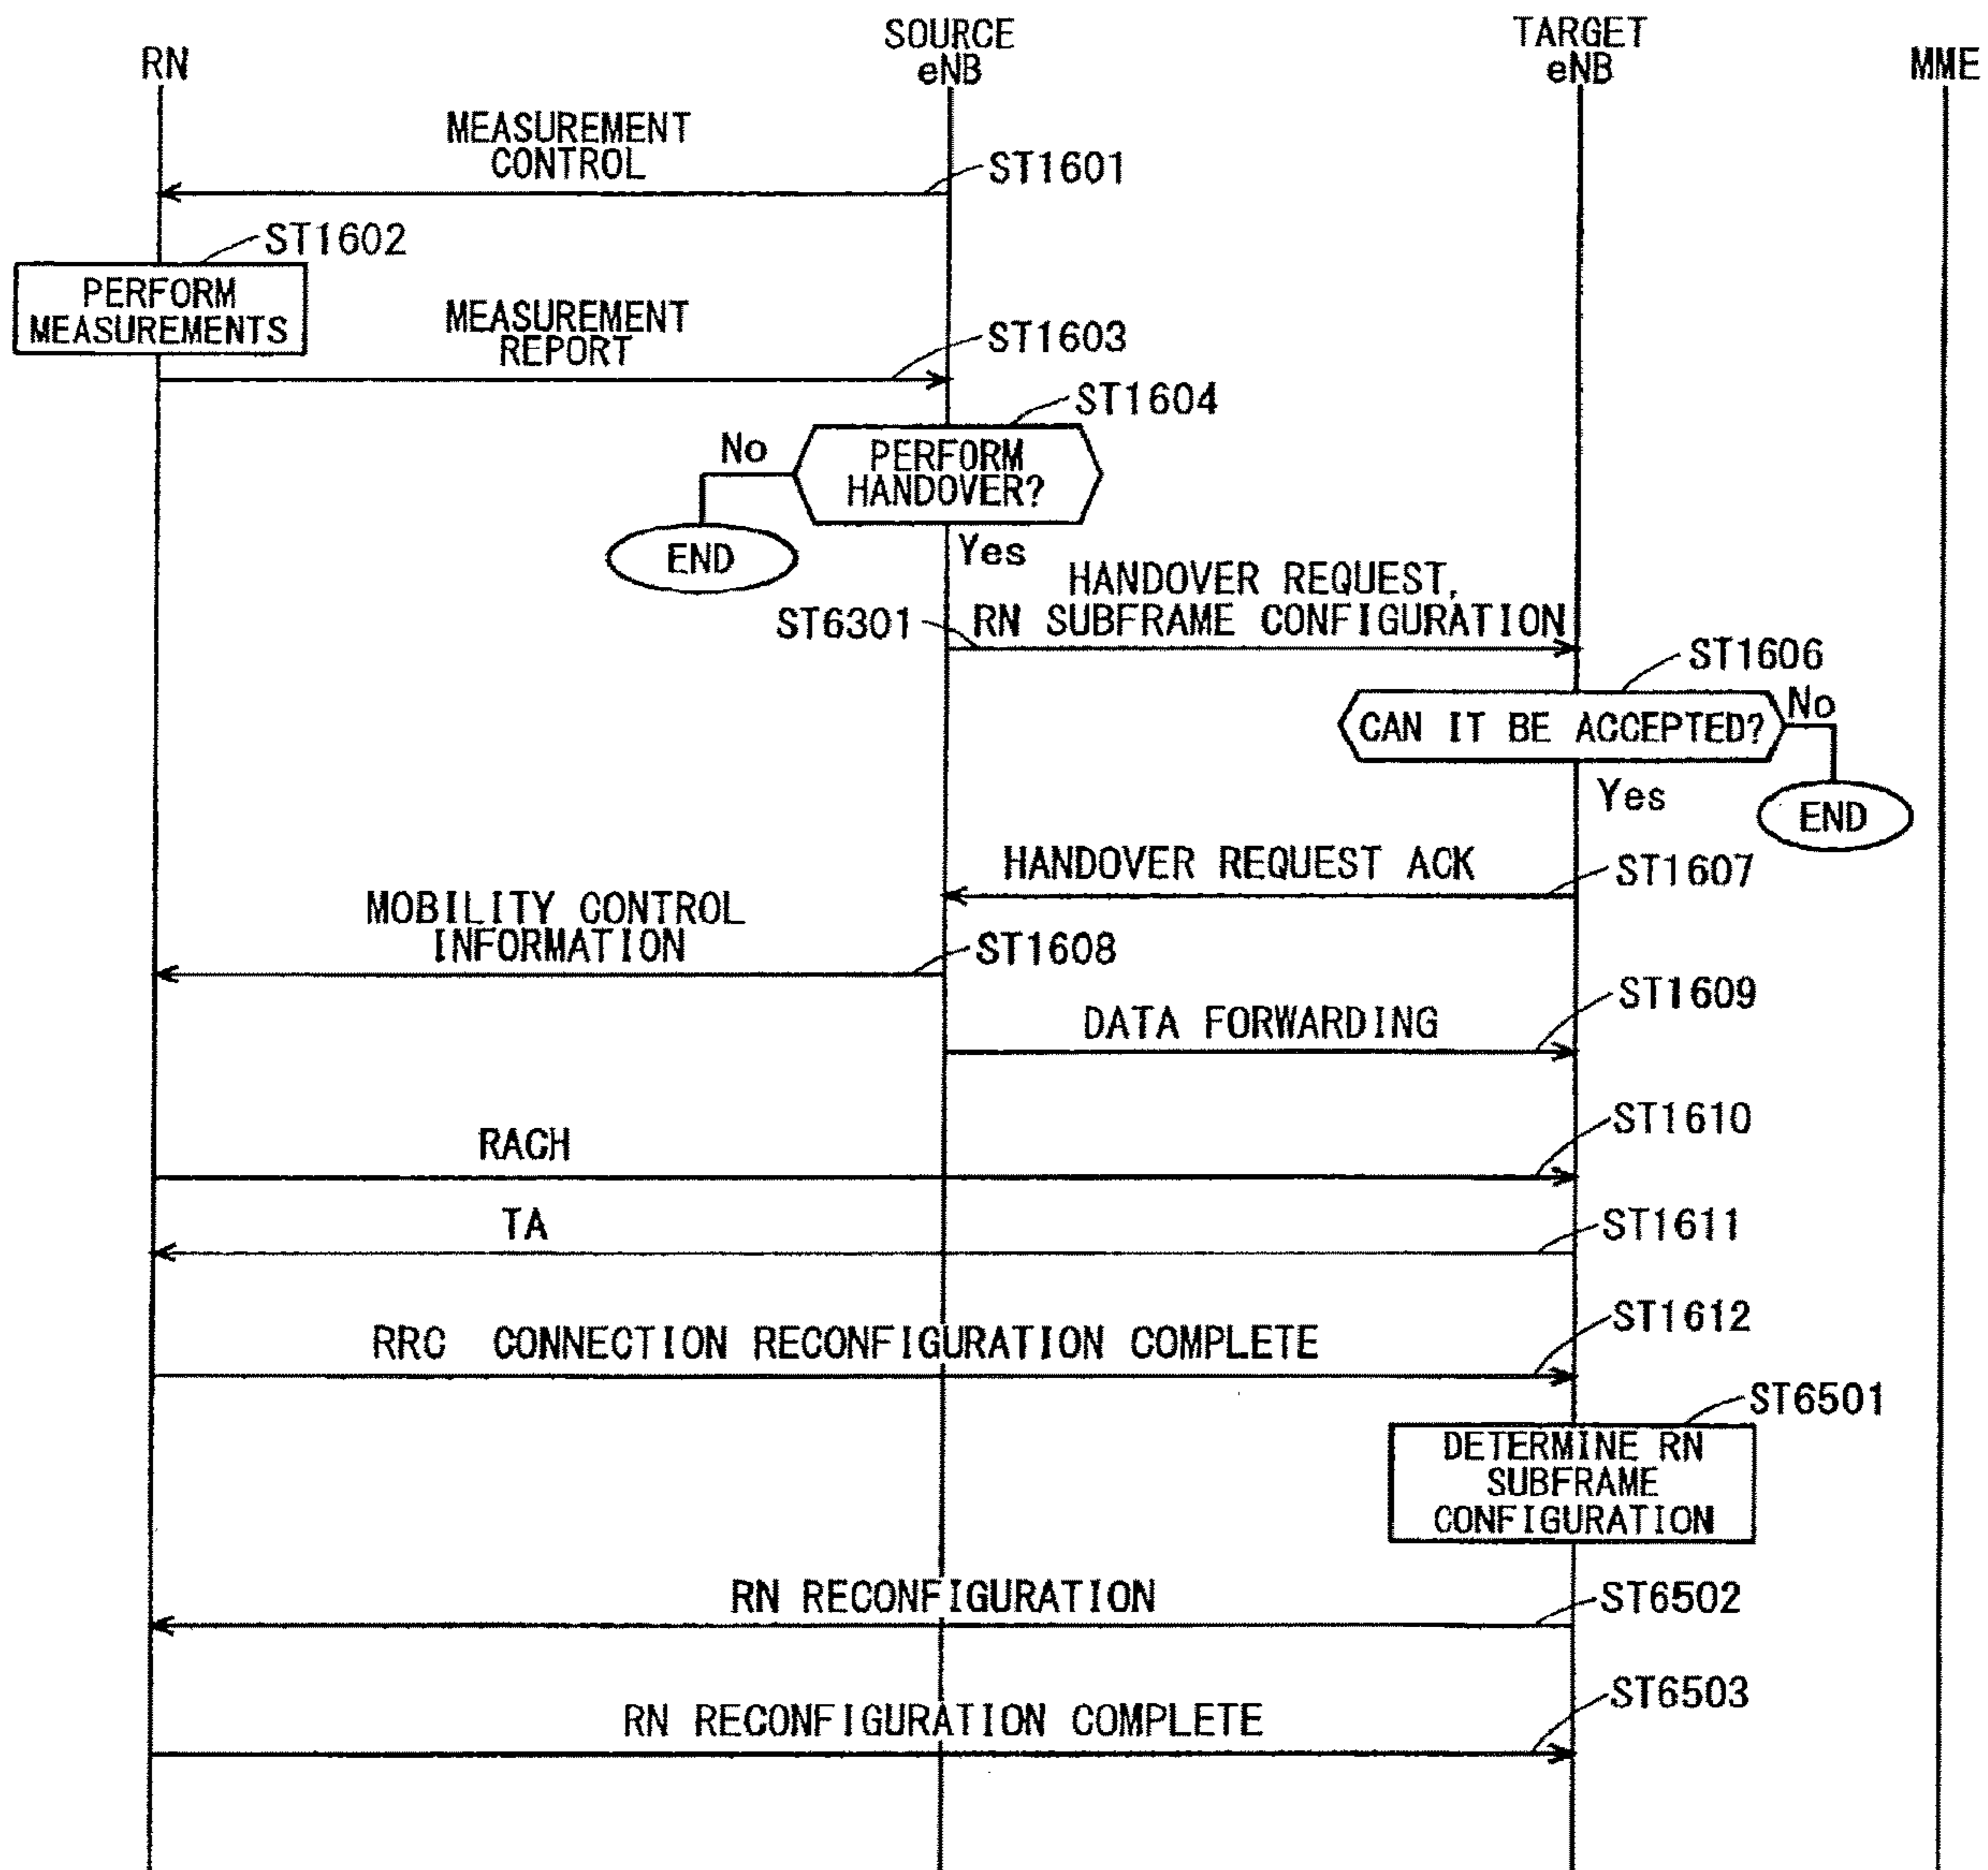 RN
SOURCE
eNB
TARGET
eNB
MME
MEASUREMENT
CONTROL
ST1601
ST1602
PERFORM
MEASUREMENTS
MEASUREMENT
REPORT
ST1603
ST1604
No
PERFORM
HANDOVER?
END
Yes
HANDOVER REQUEST,
ST6301
RN SUBFRAME CONFIGURATION
ST1606
CAN IT BE ACCEPTED?
No
Yes
END
HANDOVER REQUEST ACK
ST1607
MOBILITY CONTROL
INFORMATION
ST1608
ST1609
DATA FORWARDING
ST1610
RACH
TA
ST1611
ST1612
RRC CONNECTION RECONFIGURATION COMPLETE
ST6501
DETERMINE RN
SUBFRAME
CONFIGURATION
RN RECONFIGURATION
ST6502
ST6503
RN RECONFIGURATION COMPLETE